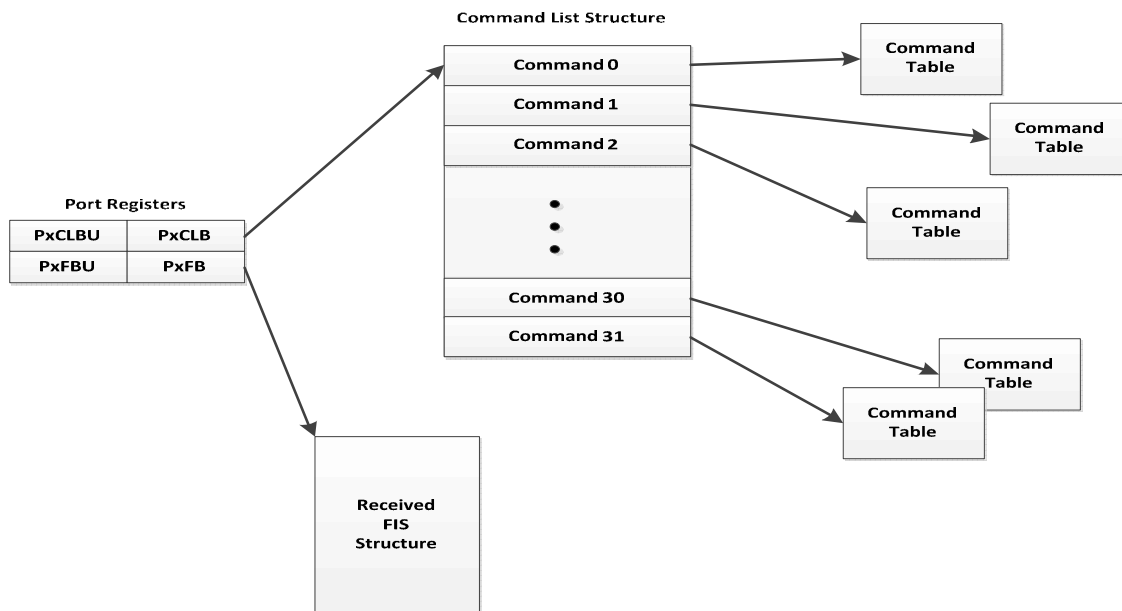 Command List Structure
Command 0
Command 1
Command 2
Command 30
Command 31
Command
Table
Command
Table
Command
Table
Command
Table
Command
Table
Port Registers
PxCLBU PxCLB
PxFBU PxFB
Received
FIS
Structure